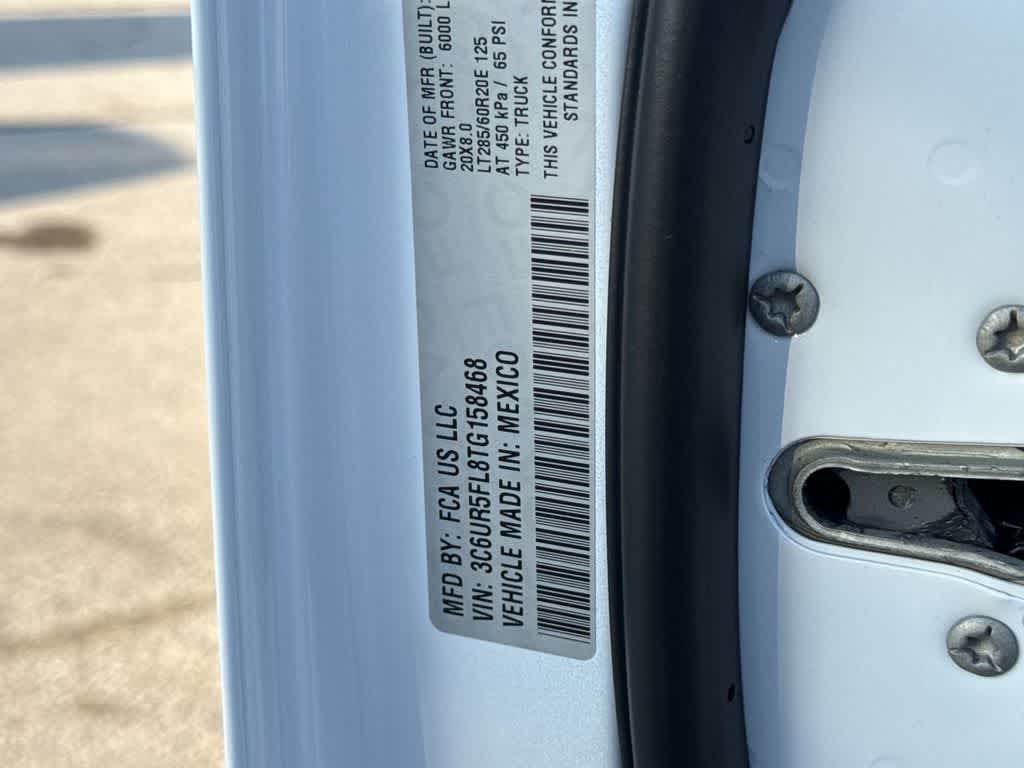 MFD BY: FCA US LLC
VIN: 3C6UR5FL8TG158468
VEHICLE MADE IN: MEXICO
DATE OF MFR (BUILT):
GAWR FRONT: 6000 L
20X8.0
LT285/60R20E 125
AT 450 kPa / 65 PSI
TYPE: TRUCK
THIS VEHICLE CONFOR
STANDARDS IN